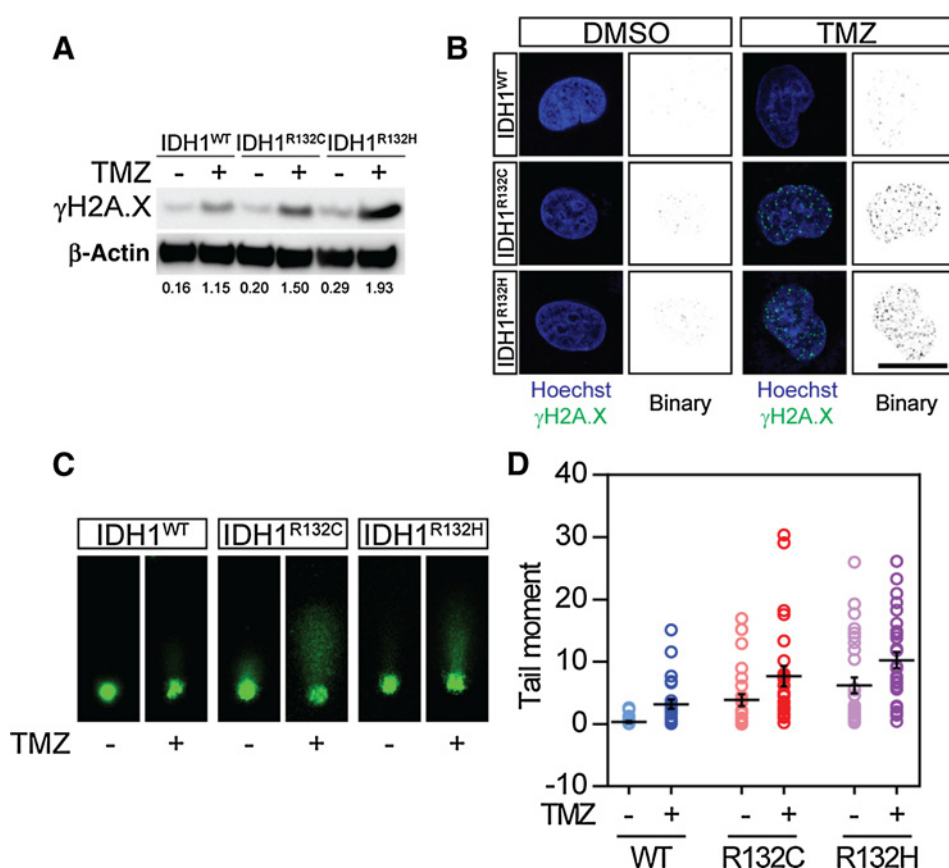 A
IDH1WT IDH1R132C IDH1R132H
TMZ - + - + - +
γH2A.X
β-Actin
0.16 1.15 0.20 1.50 0.29 1.93
B
DMSO TMZ
IDH1WT
IDH1R132C
IDH1R132H
Hoechst Binary Hoechst Binary
γH2A.X γH2A.X
C
IDH1WT IDH1R132C IDH1R132H
TMZ - + - + - +
D
Tail moment
40
30
20
10
0
-10
TMZ - + - + - +
WT R132C R132H